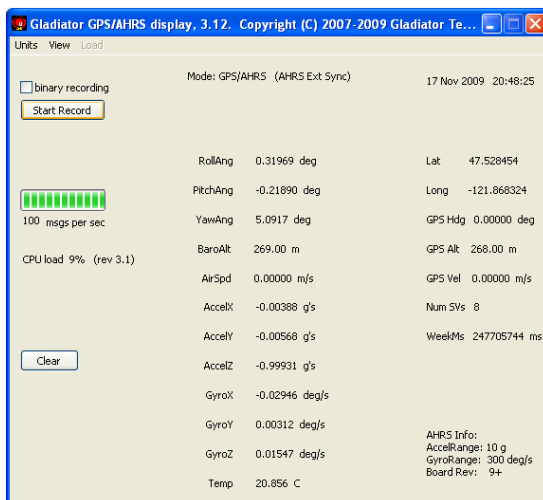 Gladiator GPS/AHRS display, 3.12. Copyright (C) 2007-2009 Gladiator Te...
Units View Load
Mode: GPS/AHRS (AHRS Ext Sync)
17 Nov 2009 20:48:25
binary recording
Start Record
100 msgs per sec
CPU load 9% (rev 3.1)
Clear
RollAng 0.31969 deg
PitchAng -0.21890 deg
YawAng 5.0917 deg
BaroAlt 269.00 m
AirSpd 0.00000 m/s
AccelX -0.00388 g's
AccelY -0.00568 g's
AccelZ -0.99931 g's
GyroX -0.02946 deg/s
GyroY 0.00312 deg/s
GyroZ 0.01547 deg/s
Temp 20.856 C
Lat 47.528454
Long -121.868324
GPS Hdg 0.00000 deg
GPS Alt 268.00 m
GPS Vel 0.00000 m/s
Num SVs 8
WeekMs 247705744 ms
AHRS Info:
AccelRange: 10 g
GyroRange: 300 deg/s
Board Rev: 9+